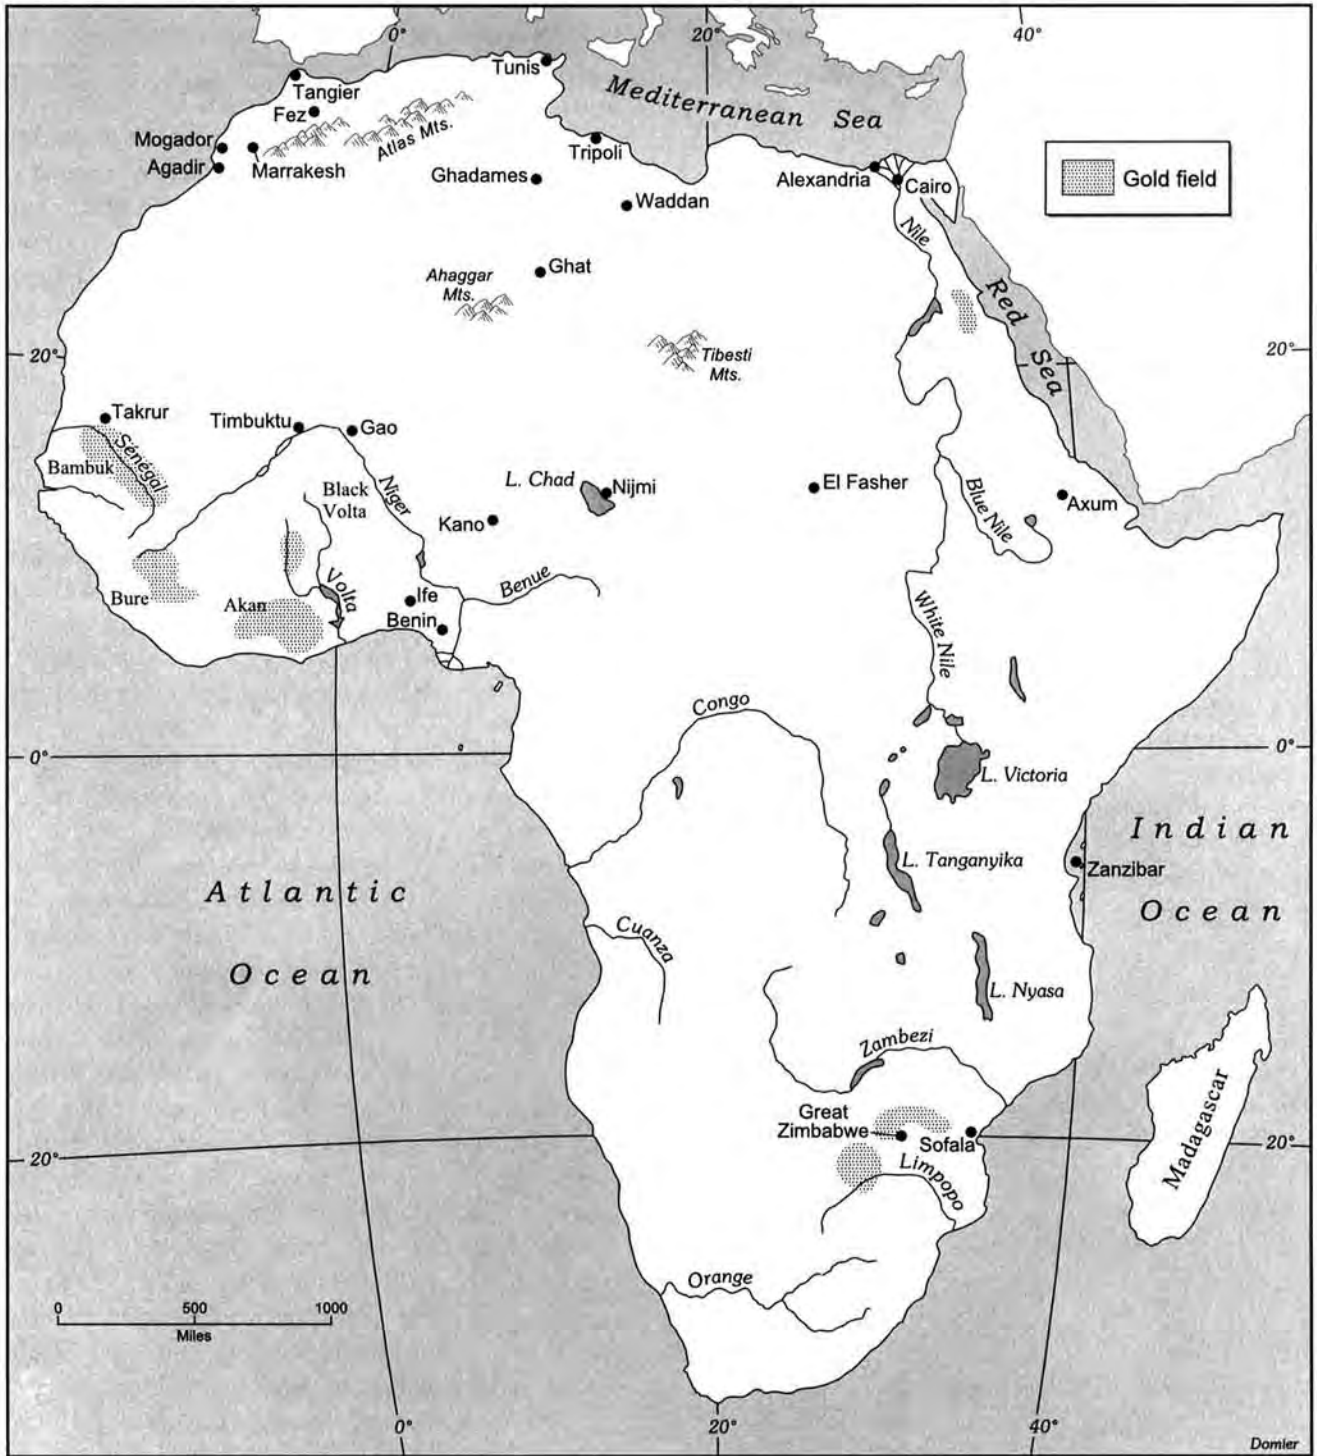 0°
20°
40°
Tunis
Tangier
Fez
Mediterranean Sea
Mogador
Atlas Mts.
Tripoli
Agadir
Marrakesh
Ghadames
Alexandria
Cairo
Gold field
Waddan
Nile
Ghat
Ahaggar
Mts.
Red Sea
20°
Tibesti
Mts.
20°
Takrur
Timbuktu
Gao
Sénégal
Bambuk
L. Chad
Nijmi
El Fasher
Black
Volta
Niger
Blue Nile
Axum
Kano
Benue
Volta
Ife
Bure
Akan
Benin
White Nile
Congo
0°
0°
L. Victoria
Indian
Ocean
L. Tanganyika
Zanzibar
Atlantic
Ocean
Cuanza
L. Nyasa
Zambezi
Madagascar
Great
Zimbabwe
Sofala
20°
20°
Limpopo
Orange
0
500
1000
Miles
0°
20°
40°
Domier